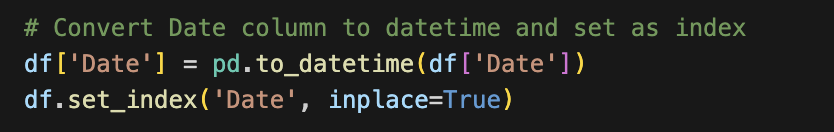 # Convert Date column to datetime and set as index
df['Date'] = pd.to_datetime(df['Date'])
df.set_index('Date', inplace=True)